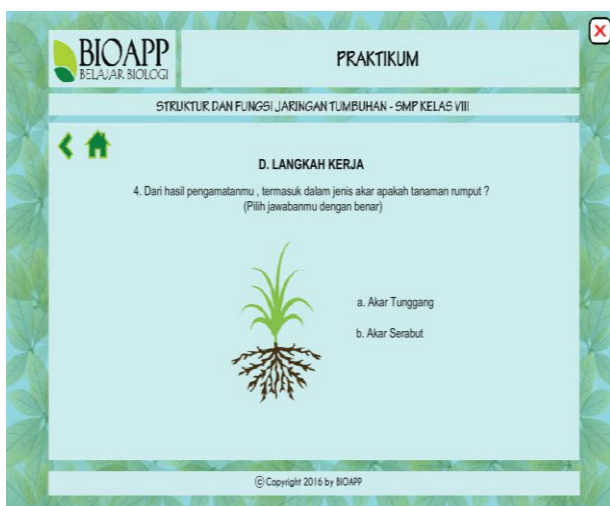 BIOAPP
BELAJAR BIOLOGI
PRAKTIKUM
STRUKTUR DAN FUNGSI JARINGAN TUMBUHAN - SMP KELAS VIII
D. LANGKAH KERJA
4. Dari hasil pengamatanmu , termasuk dalam jenis akar apakah tanaman rumput ?
(Pilih jawabanmu dengan benar)
a. Akar Tunggang
b. Akar Serabut
© Copyright 2016 by BIOAPP